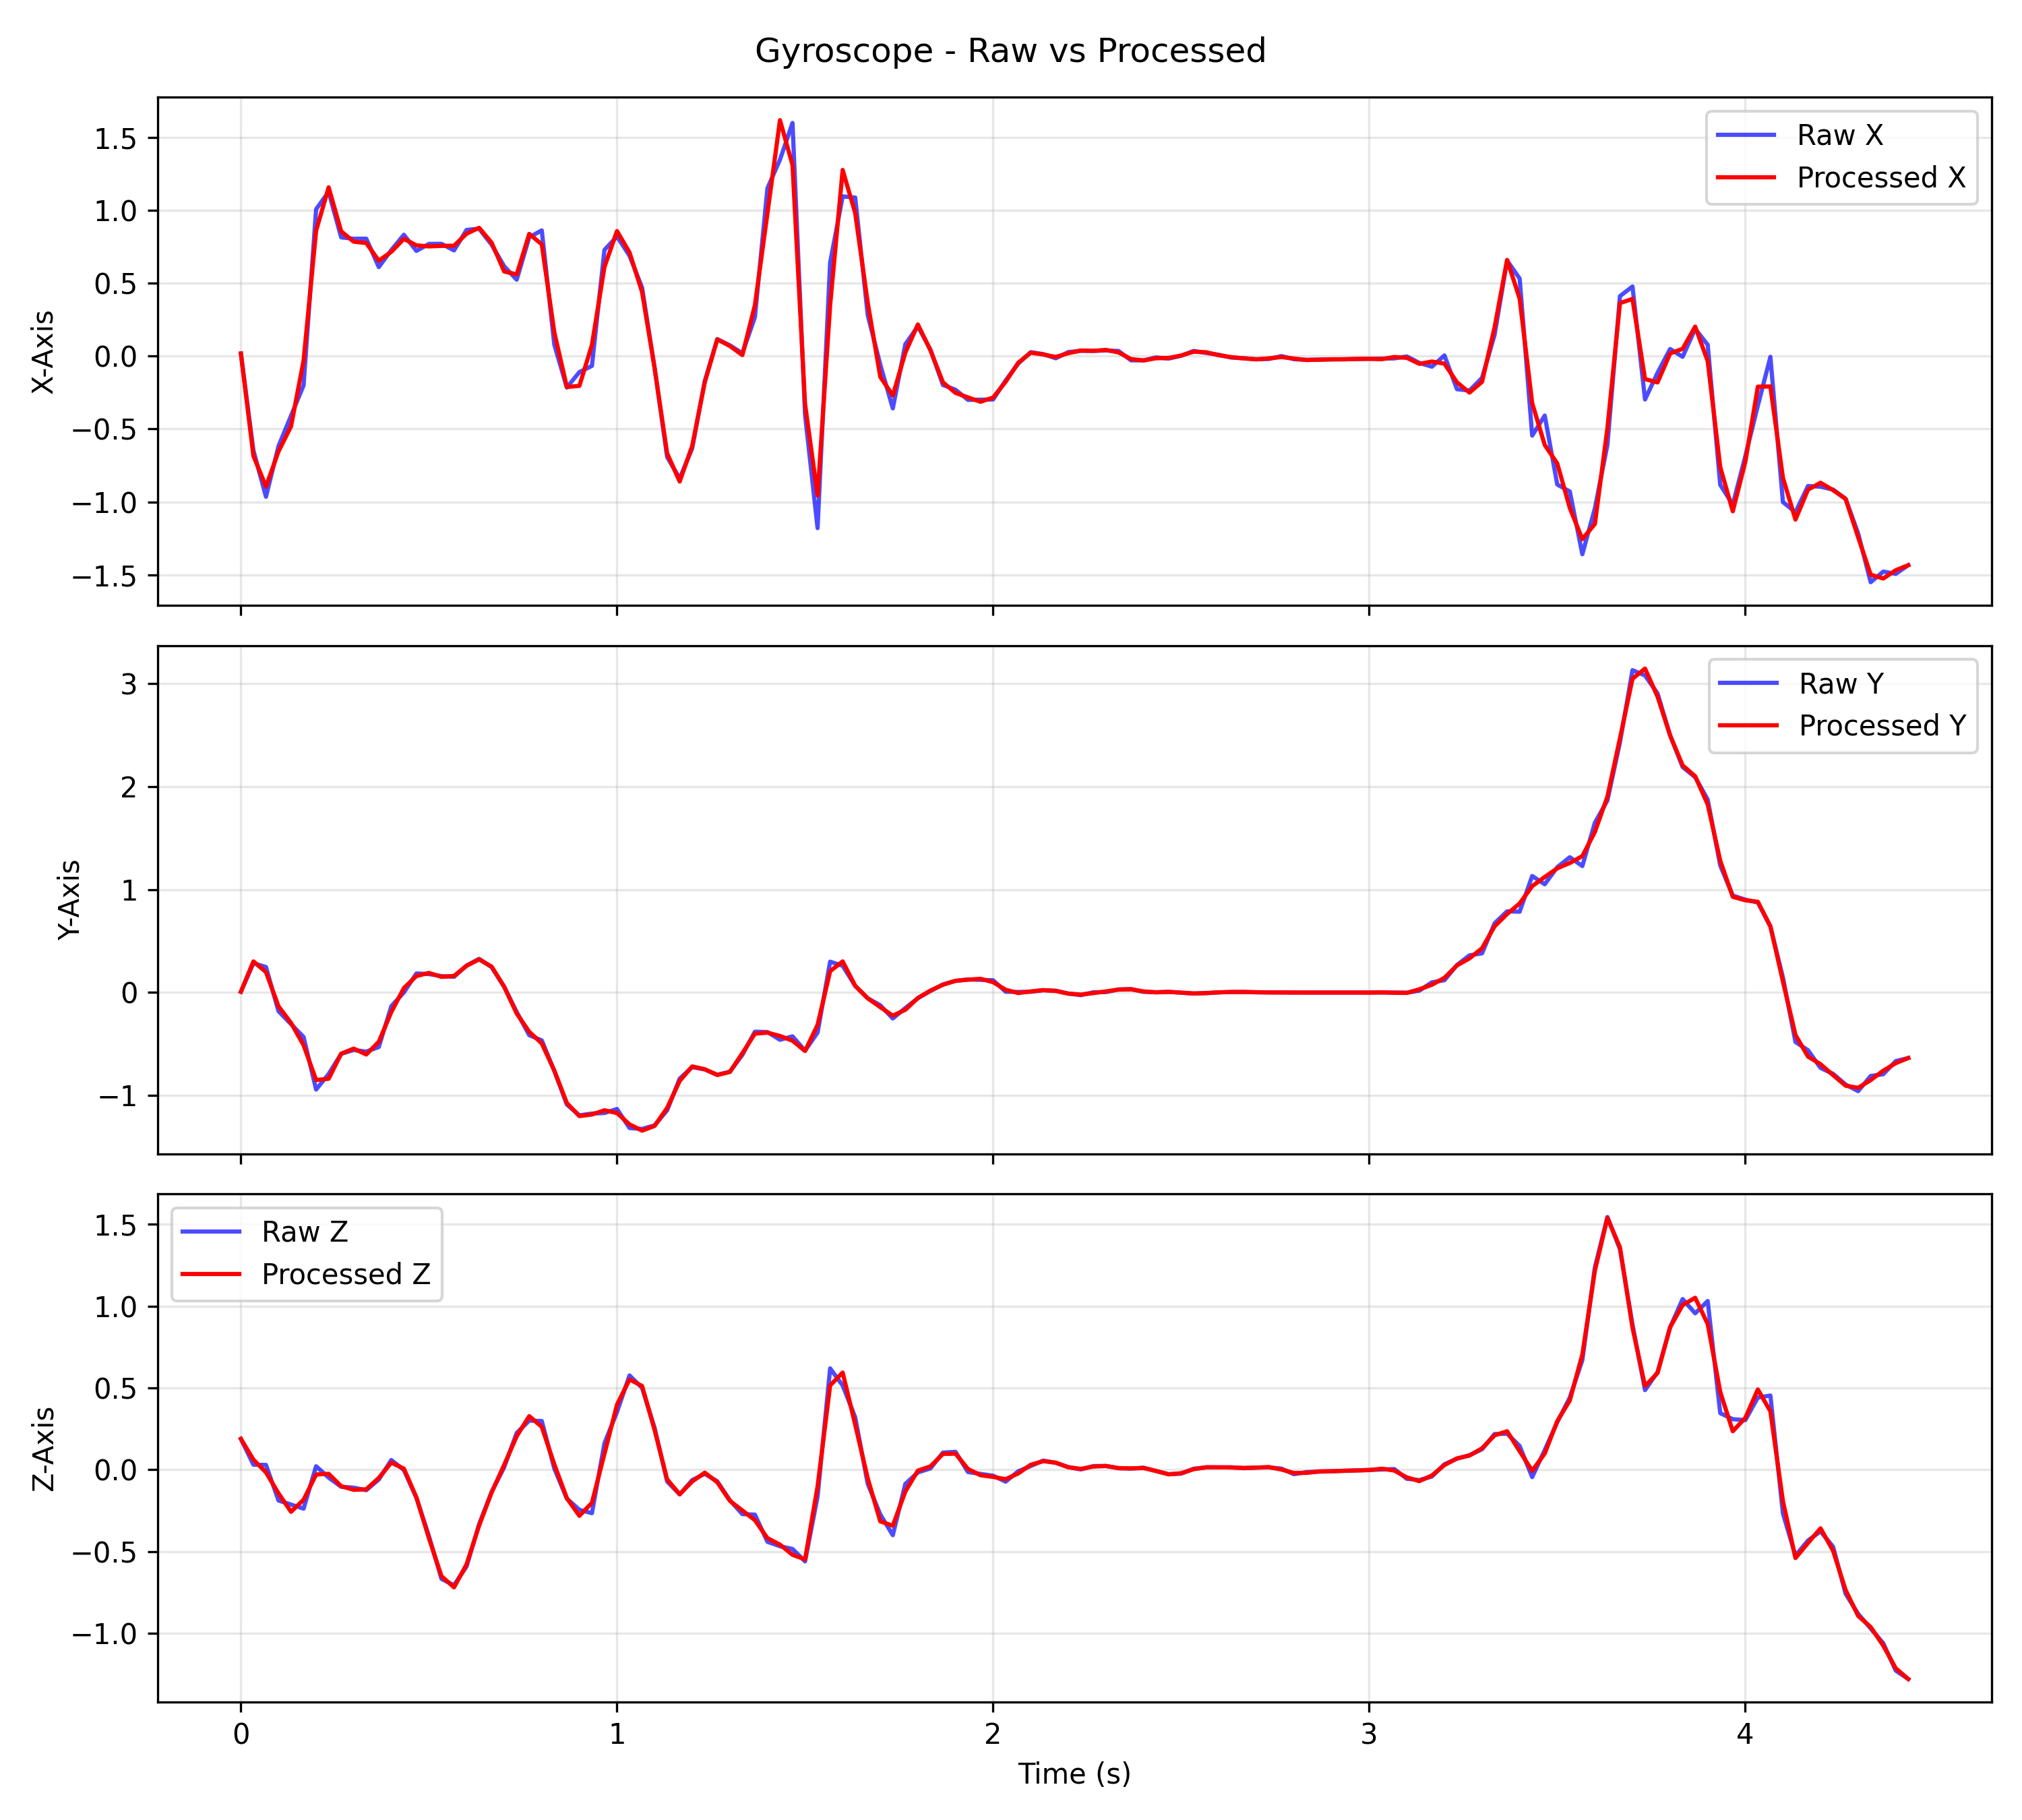 Gyroscope - Raw vs Processed
1.5
1.0
0.5
0.0
−0.5
−1.0
−1.5
X-Axis
Raw X
Processed X
3
2
1
0
−1
Y-Axis
Raw Y
Processed Y
1.5
1.0
0.5
0.0
−0.5
−1.0
Z-Axis
Raw Z
Processed Z
0 1 2 3 4
Time (s)